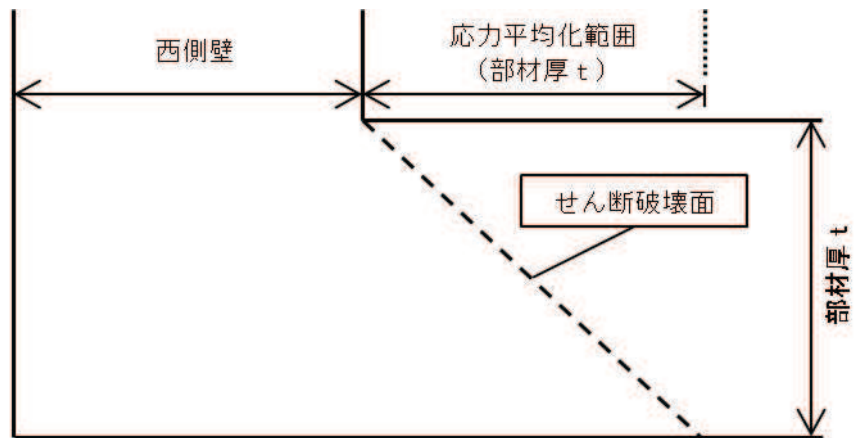 西側壁
応力平均化範囲
（部材厚ｔ）
せん断破壊面
部材厚ｔ